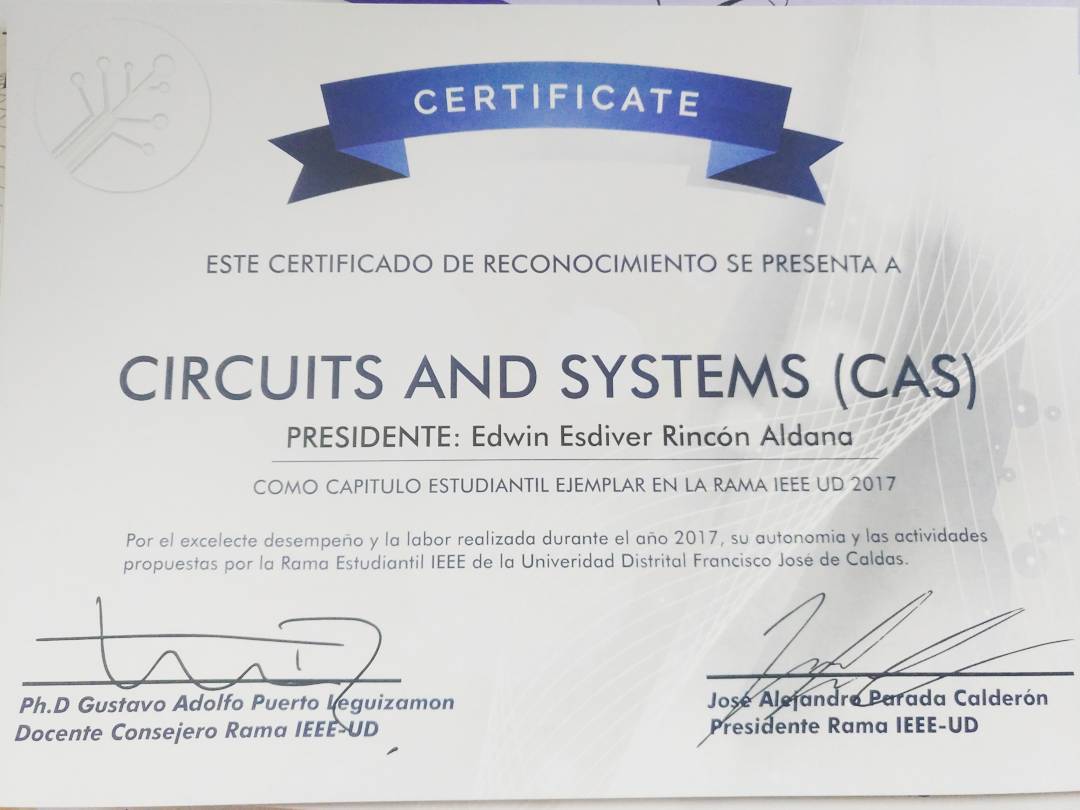 CERTIFICATE
ESTE CERTIFICADO DE RECONOCIMIENTO SE PRESENTA A
CIRCUITS AND SYSTEMS (CAS)
PRESIDENTE: Edwin Esdiver Rincón Aldana
COMO CAPITULO ESTUDIANTIL EJEMPLAR EN LA RAMA IEEE UD 2017
Por el excelecte desempeño y la labor realizada durante el año 2017, su autonomia y las actividades
propuestas por la Rama Estudiantil IEEE de la Univeridad Distrital Francisco José de Caldas.
Ph.D Gustavo Adolfo Puerto Leguizamon
Docente Consejero Rama IEEE-UD
José Alejandro Parada Calderón
Presidente Rama IEEE-UD